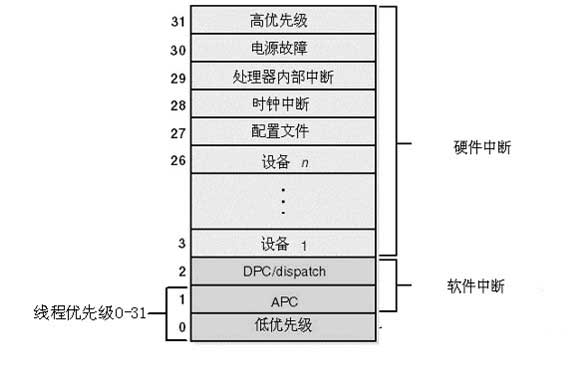 31 高优先级
30 电源故障
29 处理器内部中断
28 时钟中断
27 配置文件
26 设备 n
硬件中断
3 设备 1
2 DPC/dispatch
软件中断
1 APC
线程优先级0-31
0 低优先级